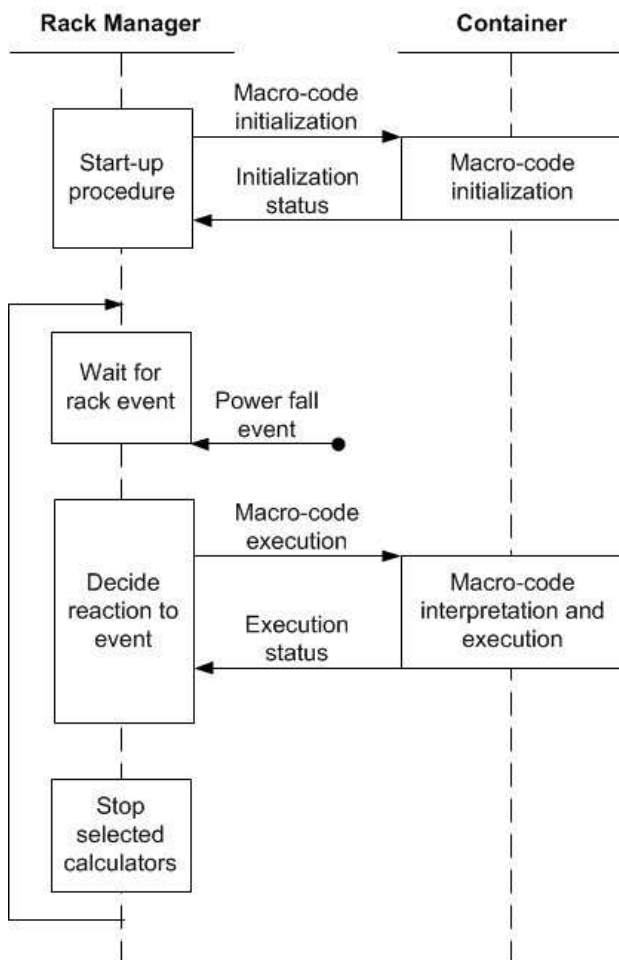 Rack Manager
Container
Macro-code
initialization
Start-up
procedure
Macro-code
initialization
Initialization
status
Wait for
rack event
Power fall
event
Macro-code
execution
Decide
reaction to
event
Macro-code
interpretation and
execution
Execution
status
Stop
selected
calculators